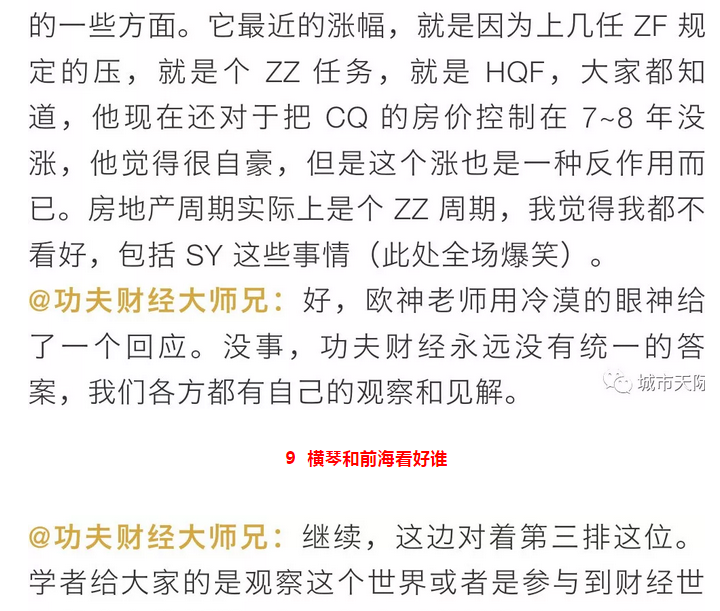 的一些方面。它最近的涨幅，就是因为上几任 ZF 规
定的压，就是个 ZZ 任务，就是 HQF，大家都知
道，他现在还对于把 CQ 的房价控制在 7~8 年没
涨，他觉得很自豪，但是这个涨也是一种反作用而
已。房地产周期实际上是个 ZZ 周期，我觉得我都不
看好，包括 SY 这些事情（此处全场爆笑）。
@功夫财经大师兄：好，欧神老师用冷漠的眼神给
了一个回应。没事，功夫财经永远没有统一的答
案，我们各方都有自己的观察和见解。
城市天际
9 横琴和前海看好谁
@功夫财经大师兄：继续，这边对着第三排这位。
学者给大家的是观察这个世界或者是参与到财经世